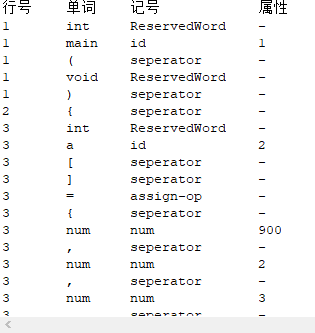 行号 单词 记号 属性
1 int ReservedWord -
1 main id 1
1 ( seperator -
1 void ReservedWord -
1 ) seperator -
2 { seperator -
3 int ReservedWord -
3 a id 2
3 [ seperator -
3 ] seperator -
3 = assign-op -
3 { seperator -
3 num num 900
3 , seperator -
3 num num 2
3 , seperator -
3 num num 3
3 seperator -